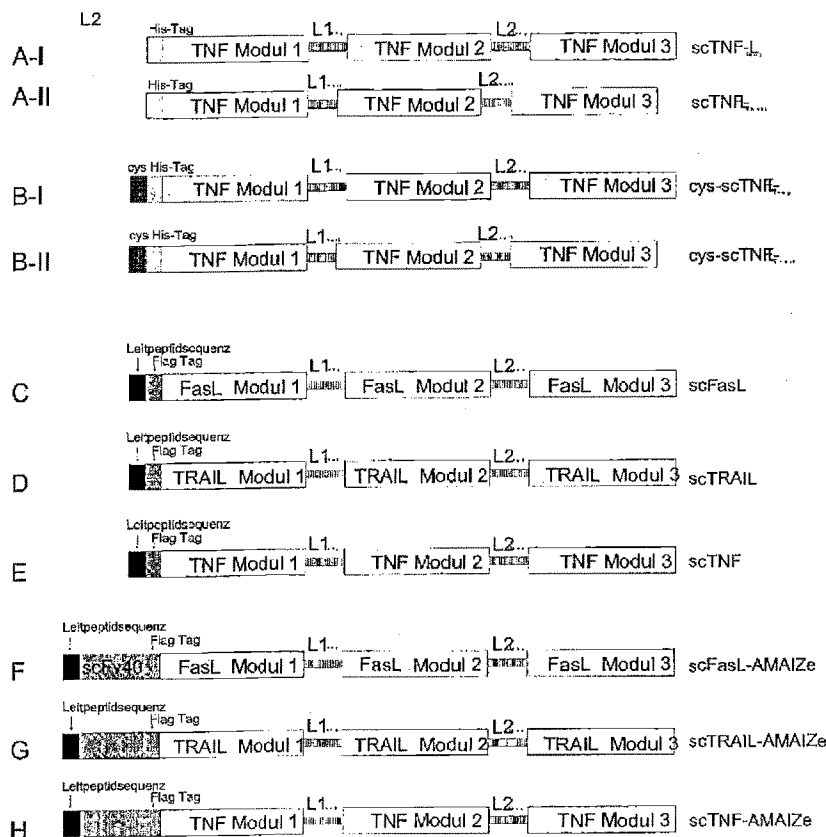 L2
His-Tag L1... L2...
A-I TNF Modul 1 TNF Modul 2 TNF Modul 3 scTNF-L
His-Tag L1... L2...
A-II TNF Modul 1 TNF Modul 2 TNF Modul 3
cys His-Tag L1... L2...
B-I TNF Modul 1 TNF Modul 2 TNF Modul 3
cys His-Tag L1... L2...
B-II TNF Modul 1 TNF Modul 2 TNF Modul 3
Leitpeptidsequenz
Flag Tag L1... L2...
C FasL Modul 1 FasL Modul 2 FasL Modul 3 scFasL
Leitpeptidsequenz
Flag Tag L1... L2...
D TRAIL Modul 1 TRAIL Modul 2 TRAIL Modul 3 scTRAIL
Leitpeptidsequenz
Flag Tag L1... L2...
E TNF Modul 1 TNF Modul 2 TNF Modul 3 scTNF
Leitpeptidsequenz
Flag Tag L1... L2...
F scFv40 FasL Modul 1 FasL Modul 2 FasL Modul 3 scFasL-AMAIZe
Leitpeptidsequenz
Flag Tag L1... L2...
G TRAIL Modul 1 TRAIL Modul 2 TRAIL Modul 3 scTRAIL-AMAIZe
Leitpeptidsequenz
Flag Tag L1... L2...
H TNF Modul 1 TNF Modul 2 TNF Modul 3 scTNF-AMAIZe